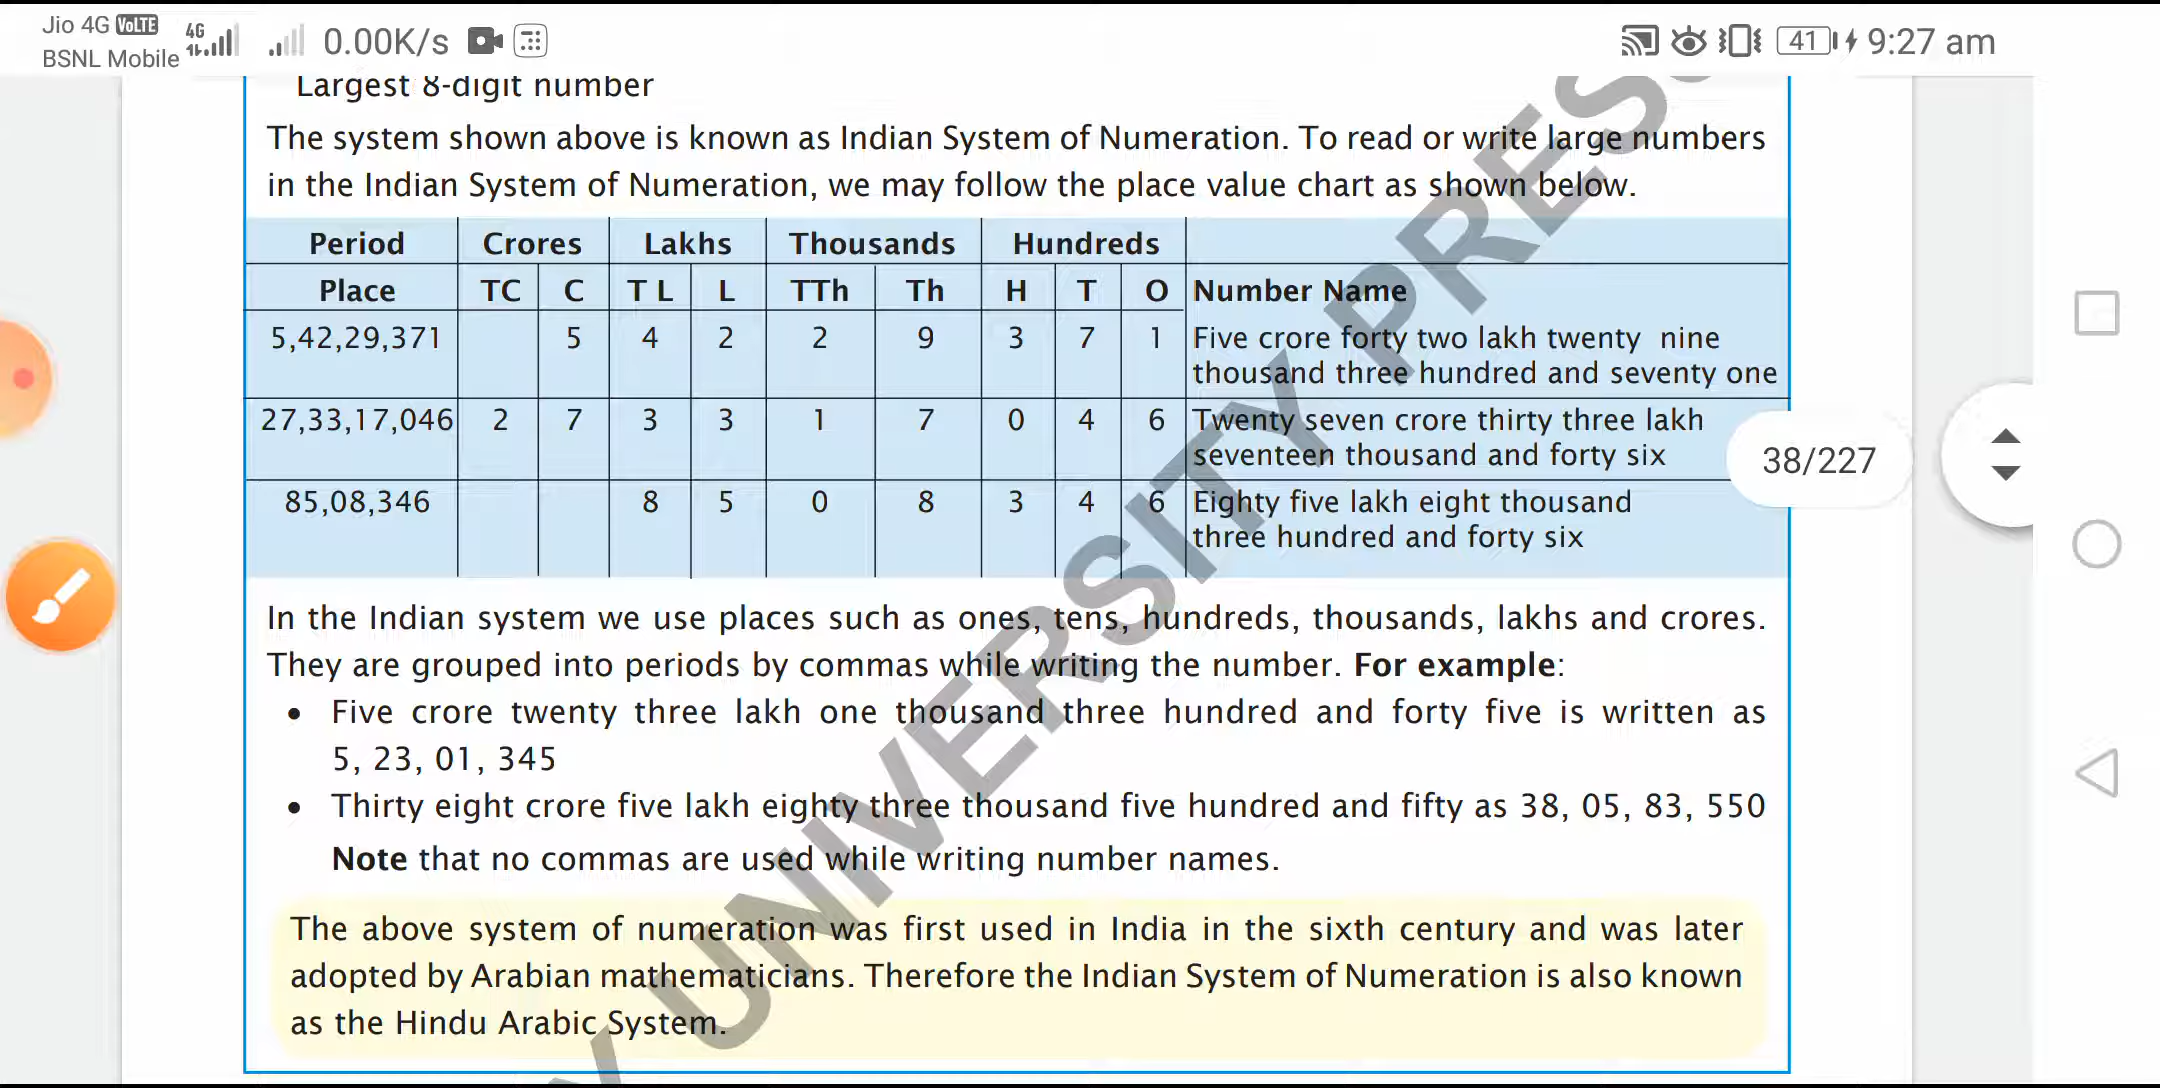 Jio 4G VoLTE 4G 0.00K/s 41 9:27 am
BSNL Mobile
Largest 8-digit number
The system shown above is known as Indian System of Numeration. To read or write large numbers
in the Indian System of Numeration, we may follow the place value chart as shown below.
Period Crores Lakhs Thousands Hundreds
Place TC C T L L TTh Th H T O Number Name
5,42,29,371 5 4 2 2 9 3 7 1 Five crore forty two lakh twenty nine
thousand three hundred and seventy one
27,33,17,046 2 7 3 3 1 7 0 4 6 Twenty seven crore thirty three lakh
seventeen thousand and forty six
38/227
85,08,346 8 5 0 8 3 4 6 Eighty five lakh eight thousand
three hundred and forty six
In the Indian system we use places such as ones, tens, hundreds, thousands, lakhs and crores.
They are grouped into periods by commas while writing the number. For example:
• Five crore twenty three lakh one thousand three hundred and forty five is written as
5, 23, 01, 345
• Thirty eight crore five lakh eighty three thousand five hundred and fifty as 38, 05, 83, 550
Note that no commas are used while writing number names.
The above system of numeration was first used in India in the sixth century and was later
adopted by Arabian mathematicians. Therefore the Indian System of Numeration is also known
as the Hindu Arabic System.
UNIVERSITY PRESS